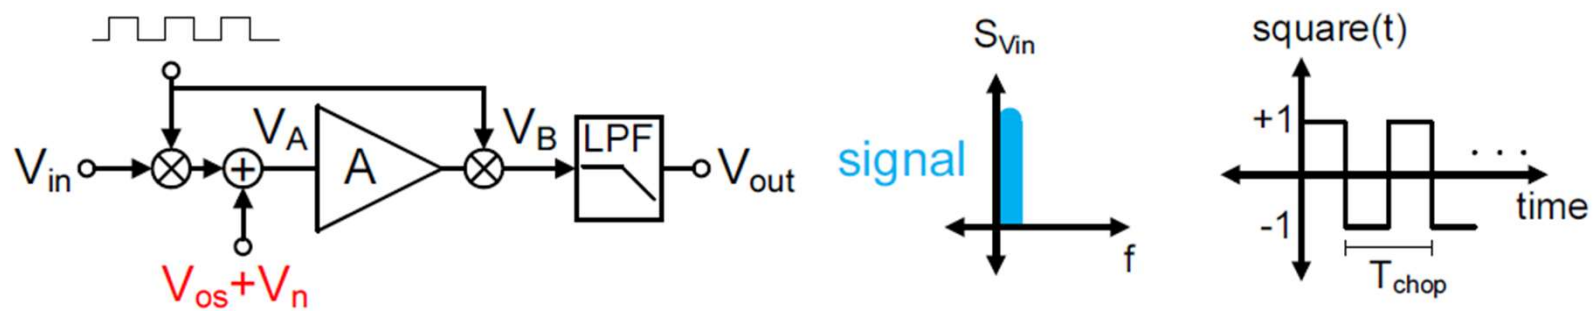 V_in
V_A
A
V_B
LPF
V_out
V_os+V_n
S_Vin
signal
f
square(t)
+1
-1
. . .
time
T_chop